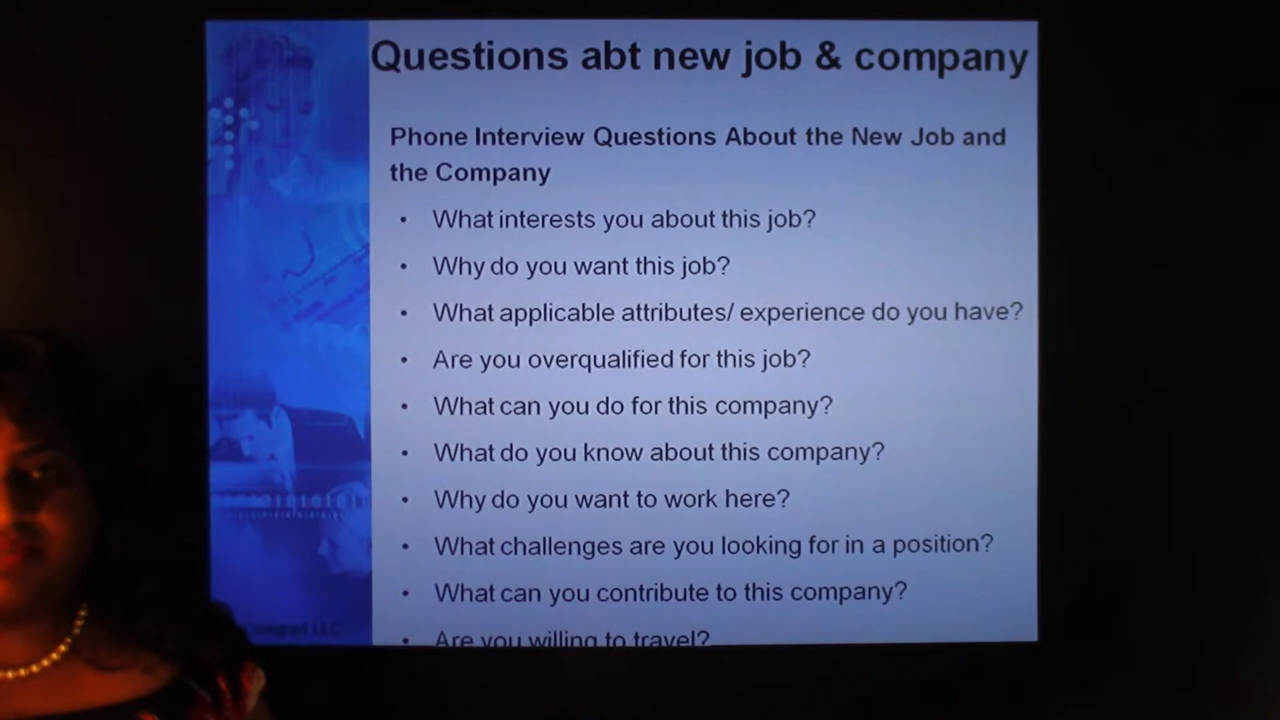 Questions abt new job & company
Phone Interview Questions About the New Job and
the Company
• What interests you about this job?
• Why do you want this job?
• What applicable attributes/ experience do you have?
• Are you overqualified for this job?
• What can you do for this company?
• What do you know about this company?
• Why do you want to work here?
• What challenges are you looking for in a position?
• What can you contribute to this company?
• Are you willing to travel?
LLC